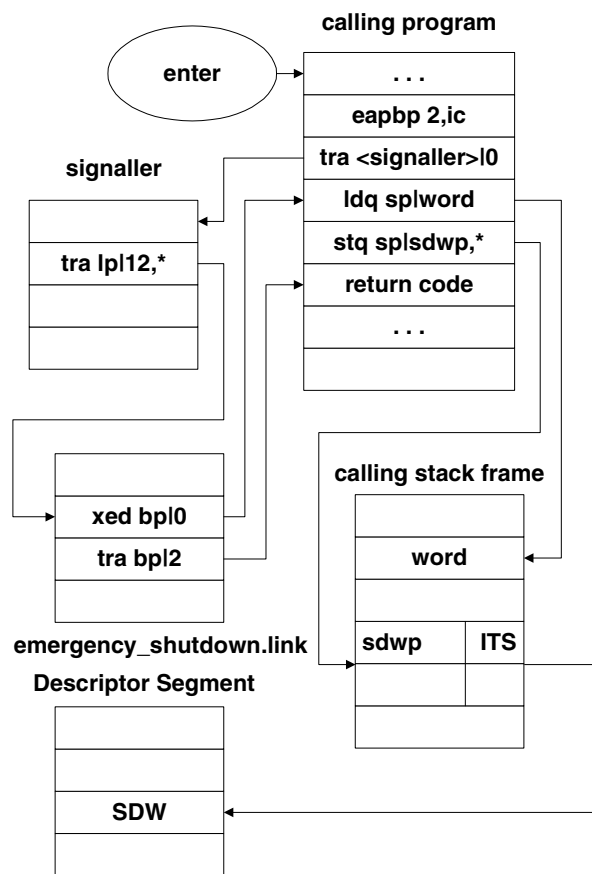 calling program
enter
. . .
eapbp 2,ic
tra <signaller>|0
ldq sp|word
stq sp|sdwp,*
return code
. . .
signaller
tra lp|12,*
xed bp|0
tra bp|2
emergency_shutdown.link
calling stack frame
word
sdwp ITS
Descriptor Segment
SDW